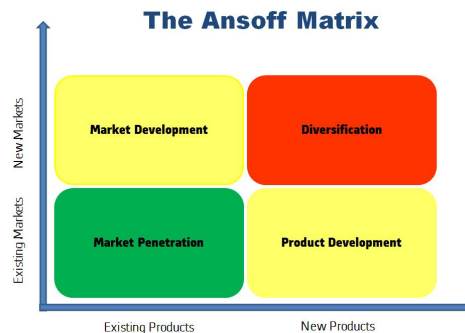 The Ansoff Matrix
New Markets
Market Development
Diversification
Existing Markets
Market Penetration
Product Development
Existing Products
New Products